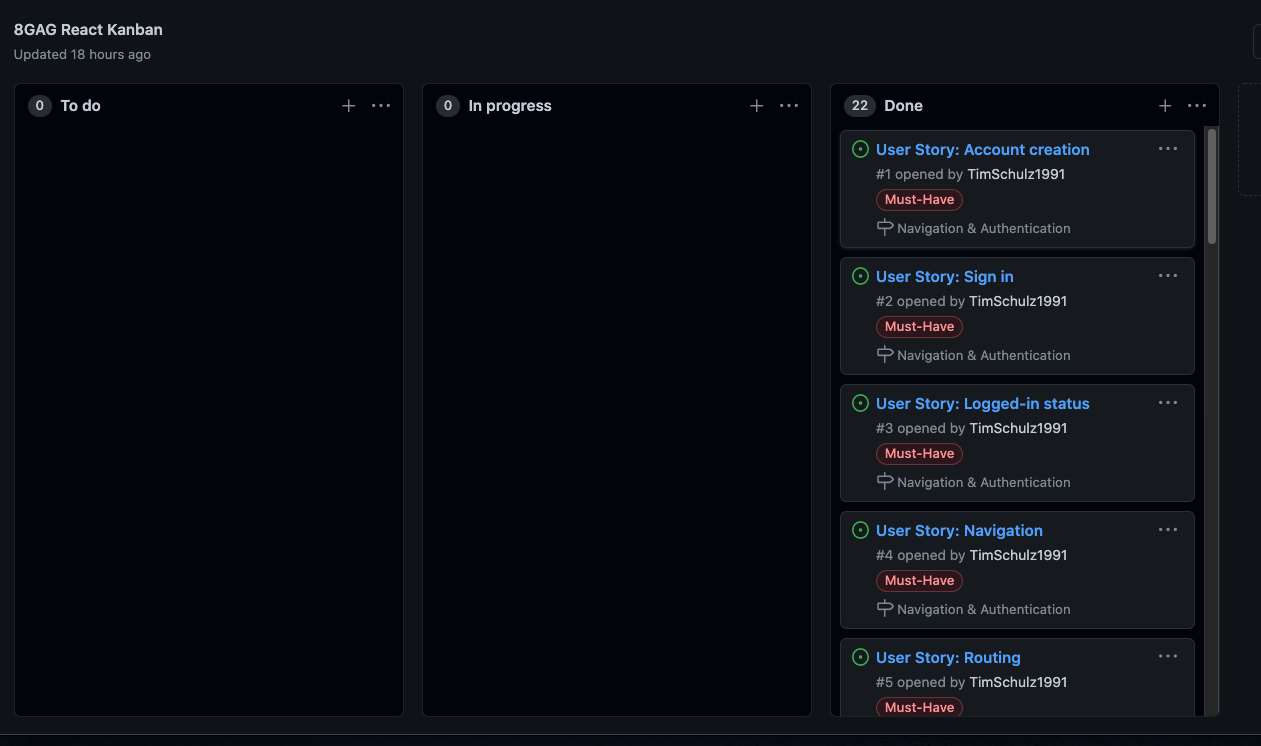 8GAG React Kanban
Updated 18 hours ago
0 To do
0 In progress
22 Done
User Story: Account creation
#1 opened by TimSchulz1991
Must-Have
Navigation & Authentication
User Story: Sign in
#2 opened by TimSchulz1991
Must-Have
Navigation & Authentication
User Story: Logged-in status
#3 opened by TimSchulz1991
Must-Have
Navigation & Authentication
User Story: Navigation
#4 opened by TimSchulz1991
Must-Have
Navigation & Authentication
User Story: Routing
#5 opened by TimSchulz1991
Must-Have